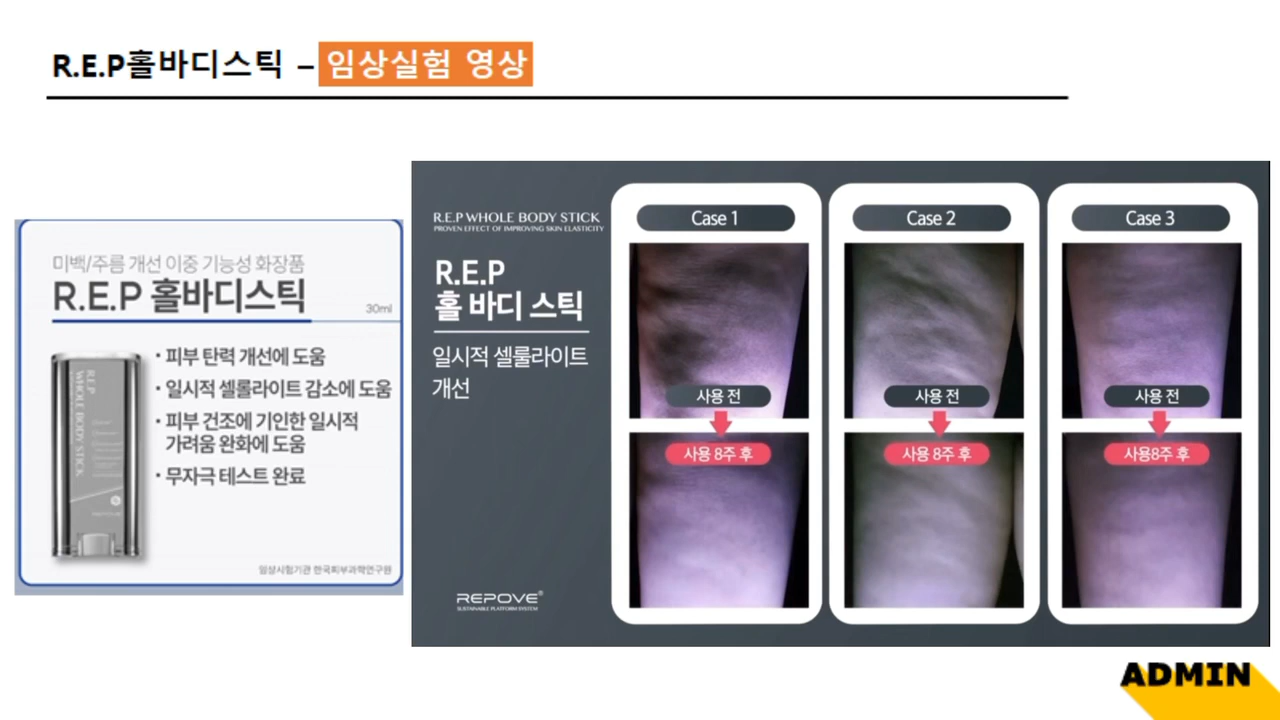 R.E.P홀바디스틱 – 임상실험 영상
미백/주름 개선 이중 기능성 화장품
R.E.P 홀바디스틱
30ml
· 피부 탄력 개선에 도움
· 일시적 셀룰라이트 감소에 도움
· 피부 건조에 기인한 일시적
가려움 완화에 도움
· 무자극 테스트 완료
R.E.P
WHOLE BODY STICK
임상시험기관 한국피부과학연구원
R.E.P WHOLE BODY STICK
PROVEN EFFECT OF IMPROVING SKIN ELASTICITY
R.E.P
홀 바디 스틱
일시적 셀룰라이트
개선
REPOVE®
SUSTAINABLE PLATFORM SYSTEM
Case 1
사용 전
사용 8주 후
Case 2
사용 전
사용 8주 후
Case 3
사용 전
사용8주 후
ADMIN